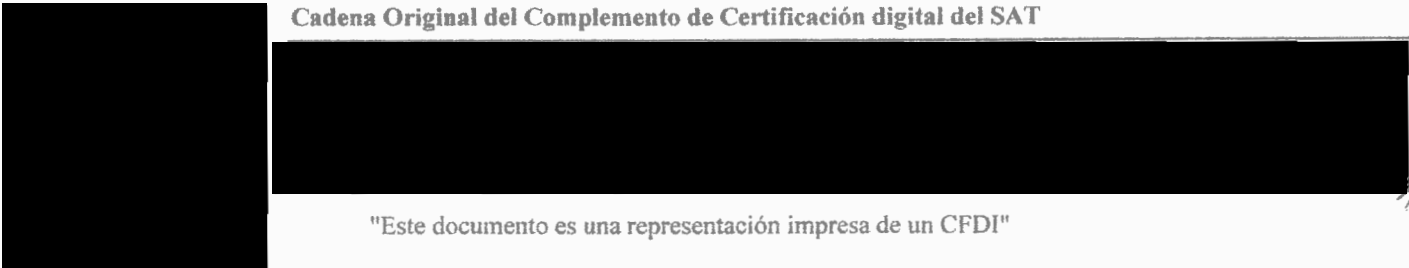 Cadena Original del Complemento de Certificación digital del SAT
"Este documento es una representación impresa de un CFDI"